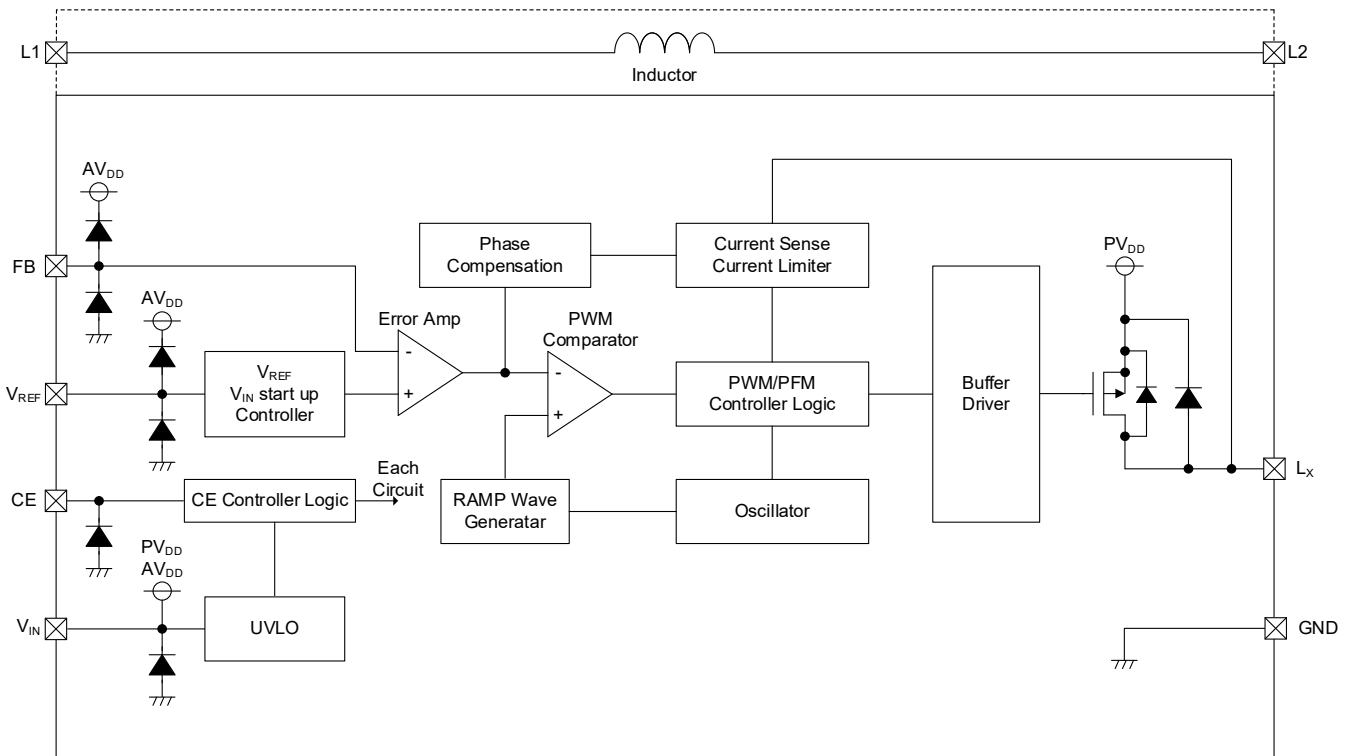 L1
L2
Inductor
AVDD
FB
AVDD
Phase
Compensation
Current Sense
Current Limiter
PVDD
Error Amp
PWM
Comparator
-
+
-
+
VREF
VREF
VIN start up
Controller
PWM/PFM
Controller Logic
Buffer
Driver
LX
CE
CE Controller Logic
Each
Circuit
RAMP Wave
Generatar
Oscillator
PVDD
AVDD
VIN
UVLO
GND